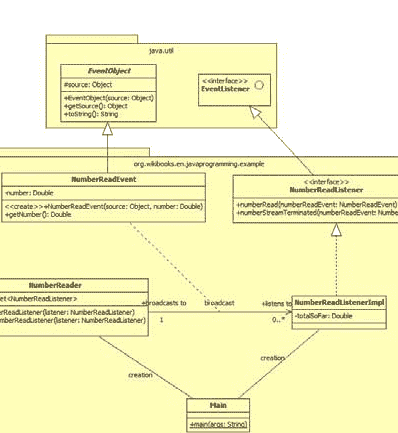 java.util
EventObject
#source: Object
+EventObject(source: Object)
+getSource(): Object
+toString(): String
<<interface>>
EventListener
org.wikibooks.en.javaprogramming.example
NumberReadEvent
-number: Double
<<create>>+NumberReadEvent(source: Object, number: Double)
+getNumber(): Double
<<interface>>
NumberReadListener
+numberRead(numberReadEvent: NumberReadEvent)
+numberStreamTerminated(numberReadEvent: Numbe
NumberReader
et<NumberReadListener>
erReadListener(listener: NumberReadListener)
mberReadListener(listener: NumberReadListener)
+broadcasts to
broadcast
+listens to
1
0..*
NumberReadListenerImpl
-totalSoFar: Double
creation
creation
Main
+main(args: String)